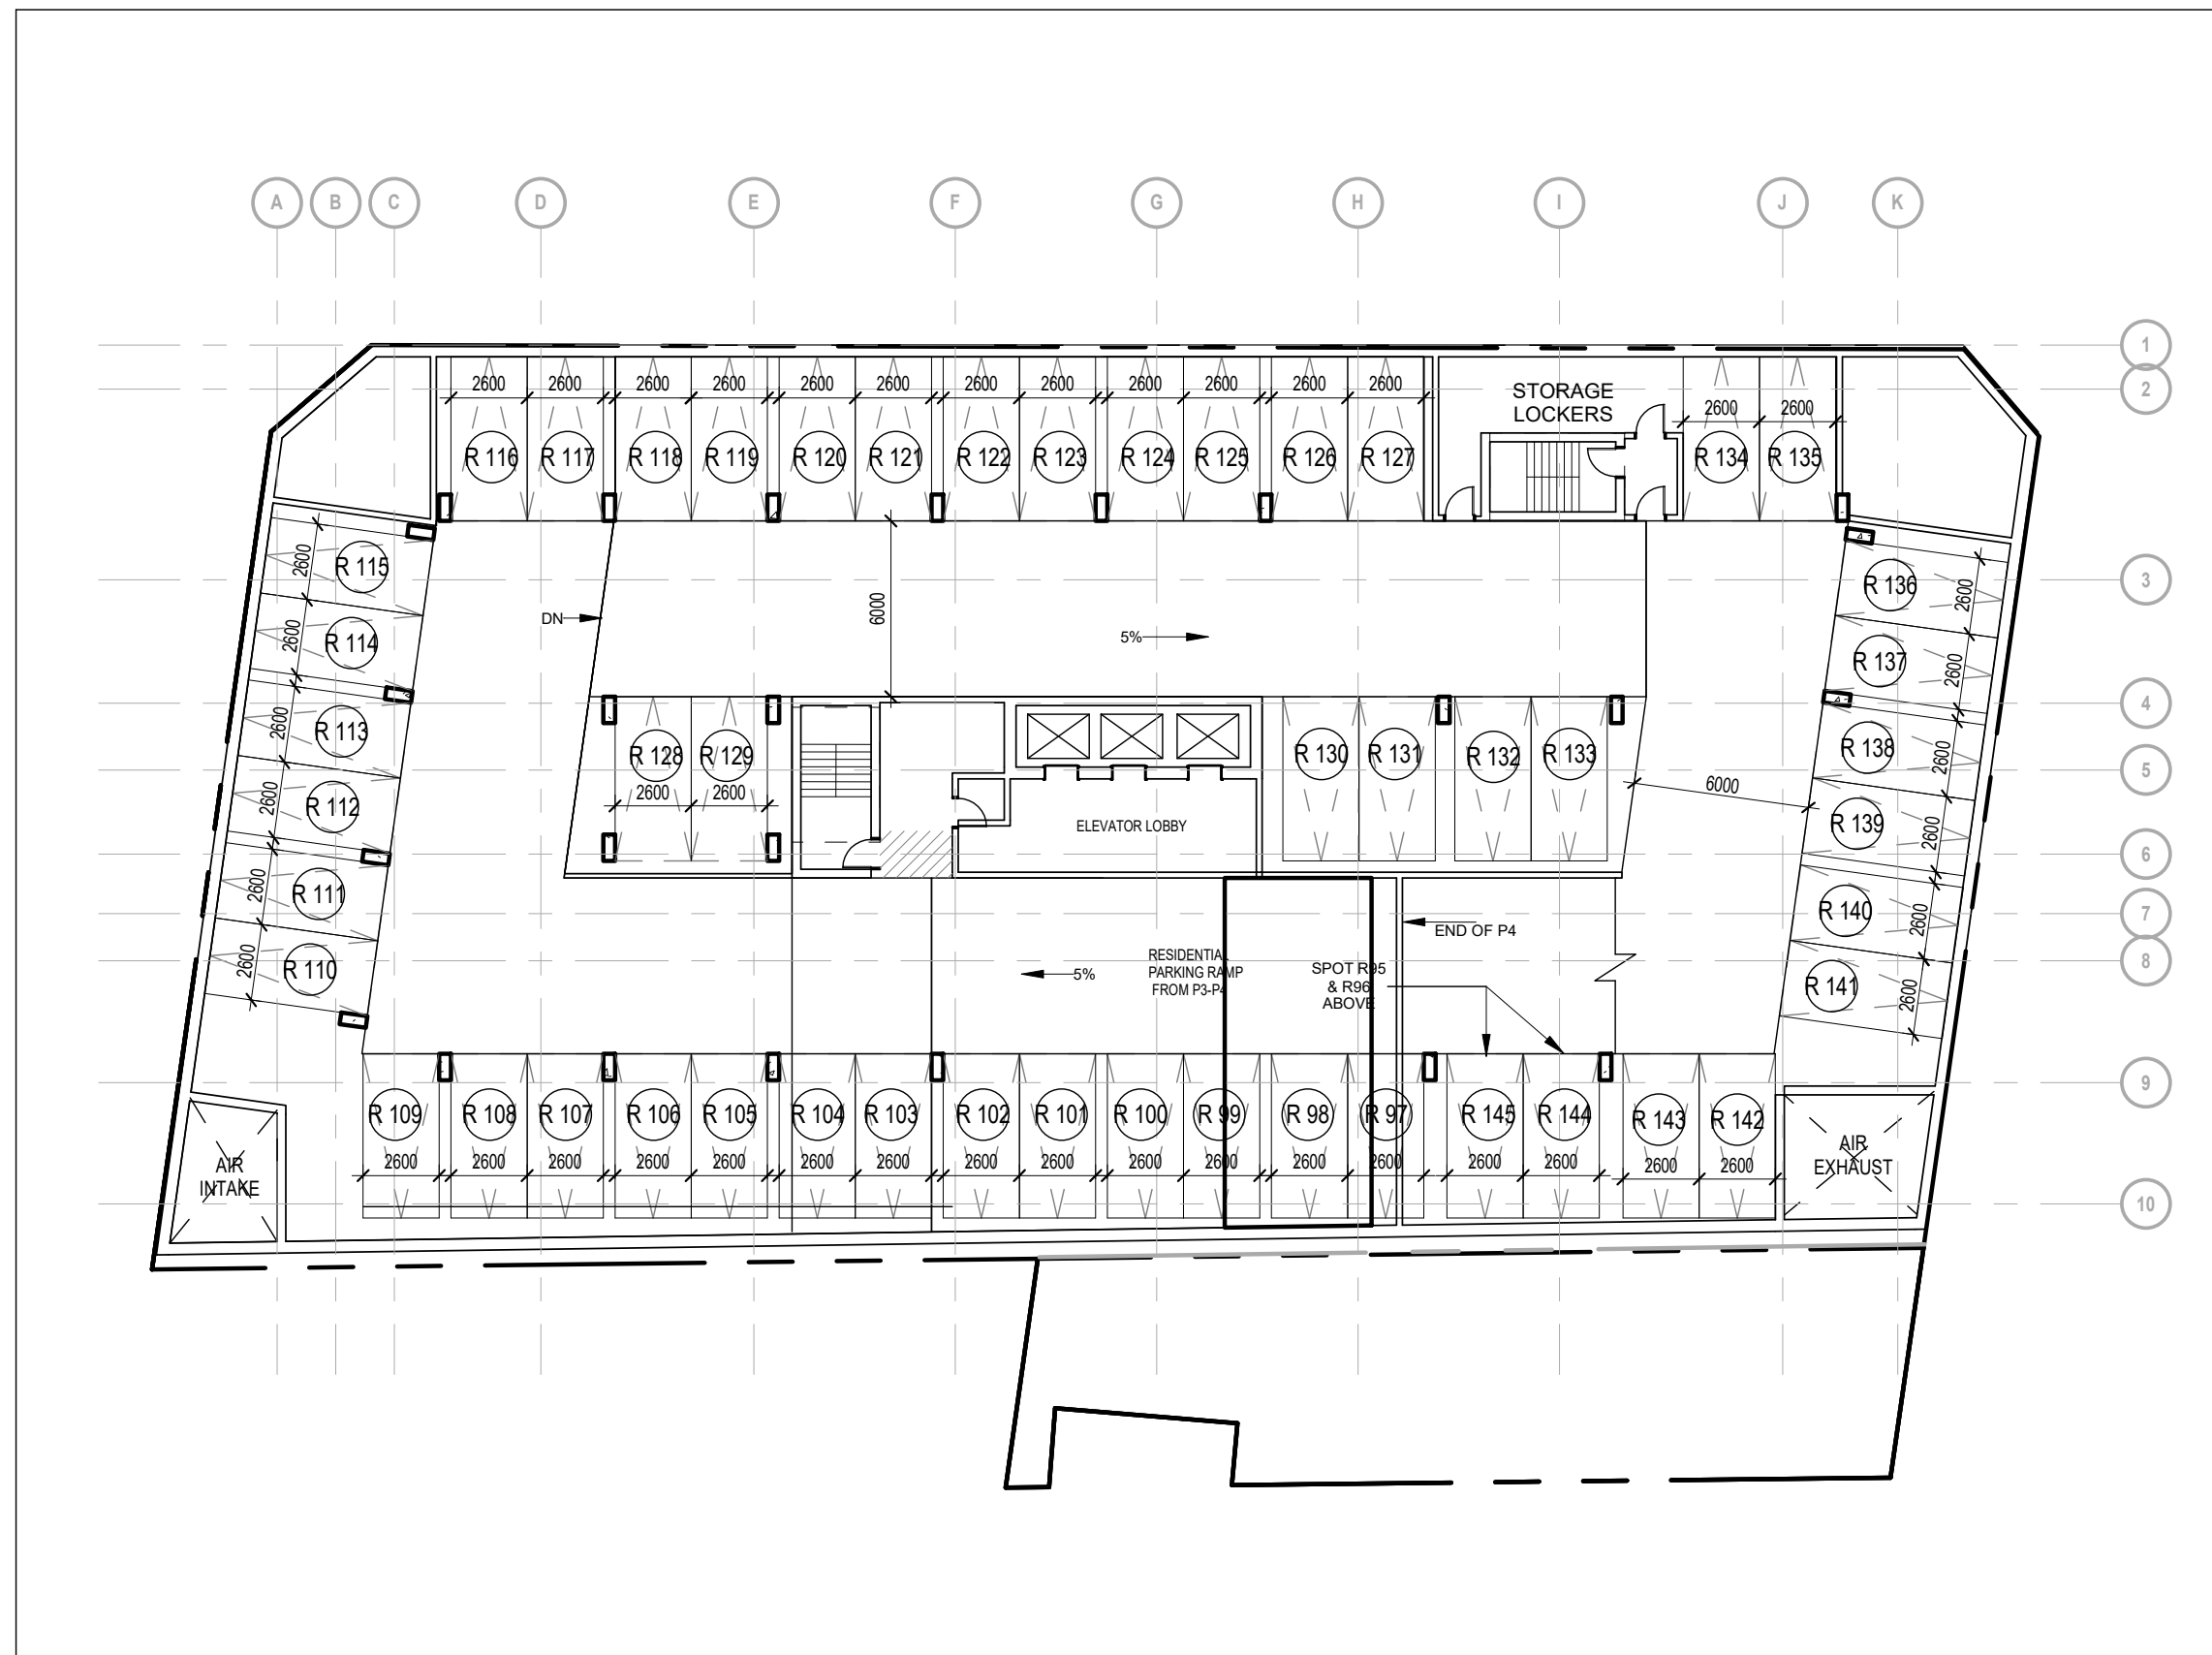 A B C D E F G H I J K
1
2
STORAGE
LOCKERS
2600 2600 2600 2600 2600 2600 2600 2600 2600 2600 2600 2600 2600 2600
R 116 R 117 R 118 R 119 R 120 R 121 R 122 R 123 R 124 R 125 R 126 R 127 R 134 R 135
3
2600 R 115
R 136 2600
2600 R 114
DN
6000
5%
R 137 2600
4
2600 R 113
R 128 R 129
R 130 R 131 R 132 R 133
R 138 2600
5
2600 R 112
2600 2600
6000
ELEVATOR LOBBY
R 139 2600
6
2600 R 111
R 140 2600
7
END OF P4
8
2600 R 110
5%
RESIDENTIAL
PARKING RAMP
FROM P3-P4
SPOT R95
& R96
ABOVE
R 141 2600
9
R 109 R 108 R 107 R 106 R 105 R 104 R 103 R 102 R 101 R 100 R 99 R 98 R 97 R 145 R 144 R 143 R 142
2600 2600 2600 2600 2600 2600 2600 2600 2600 2600 2600 2600 2600 2600 2600 2600 2600
AIR
INTAKE
AIR
EXHAUST
10